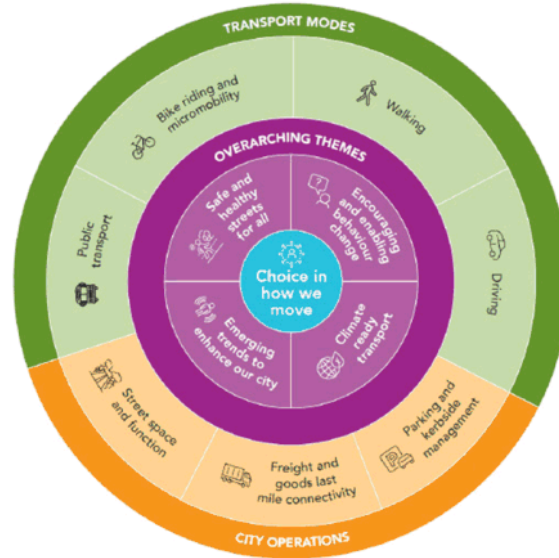 TRANSPORT MODES
Bike riding and
micromobility
Walking
Public
transport
Driving
OVERARCHING THEMES
Safe and
healthy
streets
for all
Encouraging
and enabling
behaviour
change
?
Choice in
how we
move
Emerging
trends to
enhance our city
Climate
ready
transport
Street space
and function
Freight and
goods last
mile connectivity
Parking and
kerbside
management
CITY OPERATIONS